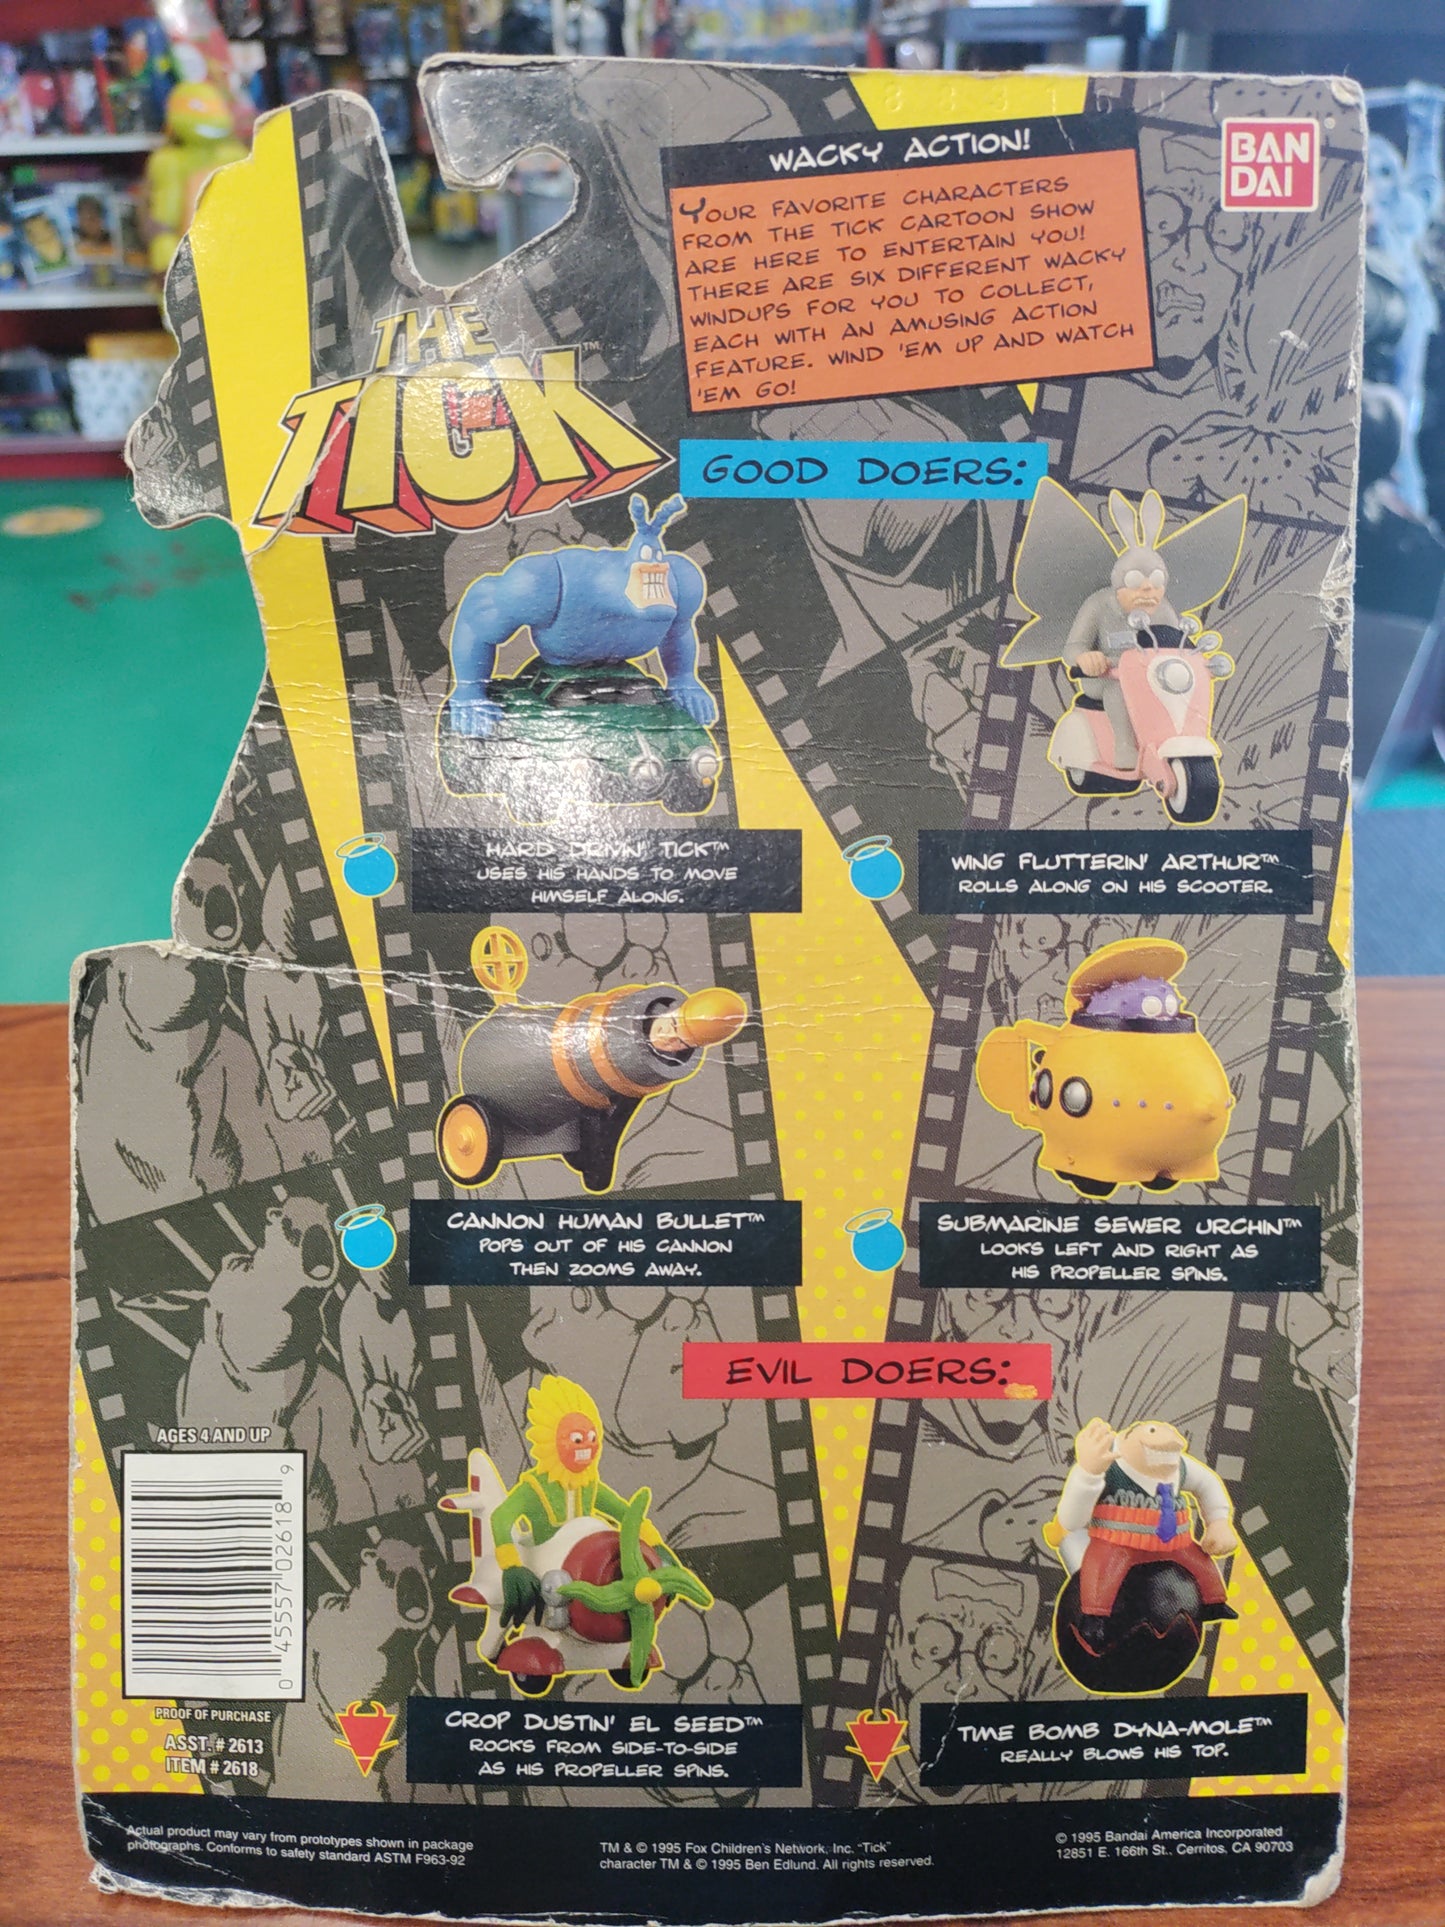 883160
WACKY ACTION!
BAN
DAI
YOUR FAVORITE CHARACTERS
FROM THE TICK CARTOON SHOW
ARE HERE TO ENTERTAIN YOU!
THERE ARE SIX DIFFERENT WACKY
WINDUPS FOR YOU TO COLLECT,
EACH WITH AN AMUSING ACTION
FEATURE. WIND 'EM UP AND WATCH
'EM GO!
THE
TICK™
GOOD DOERS:
HARD DRIVIN' TICK™
USES HIS HANDS TO MOVE
HIMSELF ALONG.
WING FLUTTERIN' ARTHUR™
ROLLS ALONG ON HIS SCOOTER.
CANNON HUMAN BULLET™
POPS OUT OF HIS CANNON
THEN ZOOMS AWAY.
SUBMARINE SEWER URCHIN™
LOOKS LEFT AND RIGHT AS
HIS PROPELLER SPINS.
EVIL DOERS:
CROP DUSTIN' EL SEED™
ROCKS FROM SIDE-TO-SIDE
AS HIS PROPELLER SPINS.
TIME BOMB DYNA-MOLE™
REALLY BLOWS HIS TOP.
AGES 4 AND UP
0 45557 02618 9
PROOF OF PURCHASE
ASST. # 2613
ITEM # 2618
Actual product may vary from prototypes shown in package
photographs. Conforms to safety standard ASTM F963-92
TM & © 1995 Fox Children's Network, Inc. "Tick"
character TM & © 1995 Ben Edlund. All rights reserved.
© 1995 Bandai America Incorporated
12851 E. 166th St., Cerritos, CA 90703